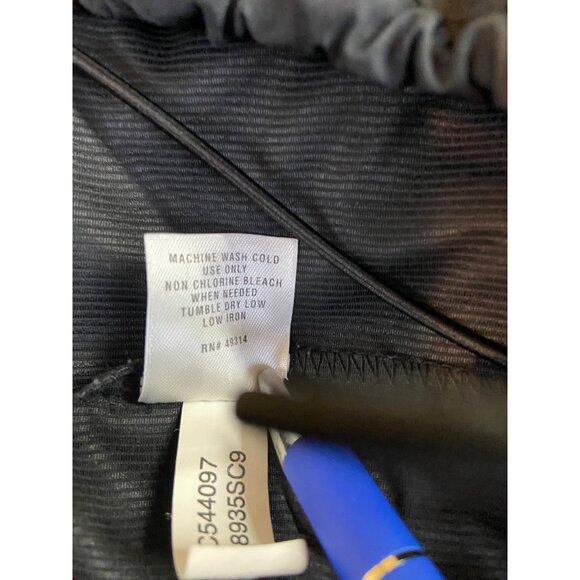 MACHINE WASH COLD
USE ONLY
NON CHLORINE BLEACH
WHEN NEEDED
TUMBLE DRY LOW
LOW IRON
RN# 49314
C544097
8935SC9